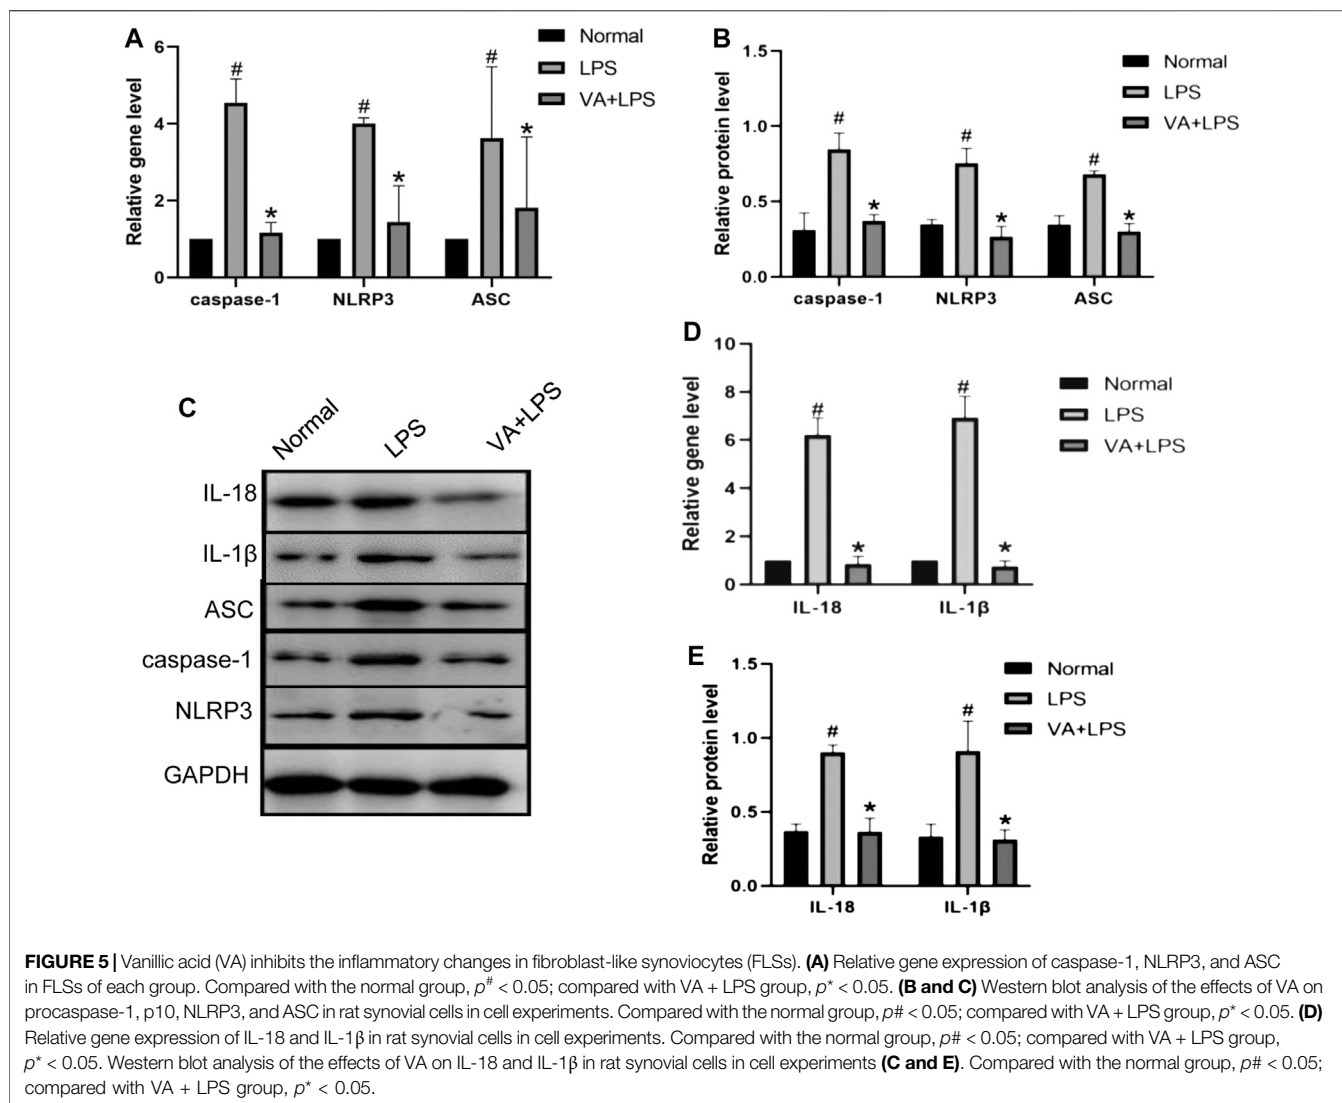 A
6
4
2
0
Relative gene level
#
*
#
*
#
*
caspase-1 NLRP3 ASC
Normal
LPS
VA+LPS
B
1.5
1.0
0.5
0.0
Relative protein level
#
*
#
*
#
*
caspase-1 NLRP3 ASC
Normal
LPS
VA+LPS
C
Normal LPS VA+LPS
IL-18
IL-1β
ASC
caspase-1
NLRP3
GAPDH
D
10
8
6
4
2
0
Relative gene level
#
*
#
*
IL-18 IL-1β
Normal
LPS
VA+LPS
E
1.5
1.0
0.5
0.0
Relative protein level
#
*
#
*
IL-18 IL-1β
Normal
LPS
VA+LPS
FIGURE 5 | Vanillic acid (VA) inhibits the inflammatory changes in fibroblast-like synoviocytes (FLSs). (A) Relative gene expression of caspase-1, NLRP3, and ASC
in FLSs of each group. Compared with the normal group, p# < 0.05; compared with VA + LPS group, p* < 0.05. (B and C) Western blot analysis of the effects of VA on
procaspase-1, p10, NLRP3, and ASC in rat synovial cells in cell experiments. Compared with the normal group, p# < 0.05; compared with VA + LPS group, p* < 0.05. (D)
Relative gene expression of IL-18 and IL-1β in rat synovial cells in cell experiments. Compared with the normal group, p# < 0.05; compared with VA + LPS group,
p* < 0.05. Western blot analysis of the effects of VA on IL-18 and IL-1β in rat synovial cells in cell experiments (C and E). Compared with the normal group, p# < 0.05;
compared with VA + LPS group, p* < 0.05.